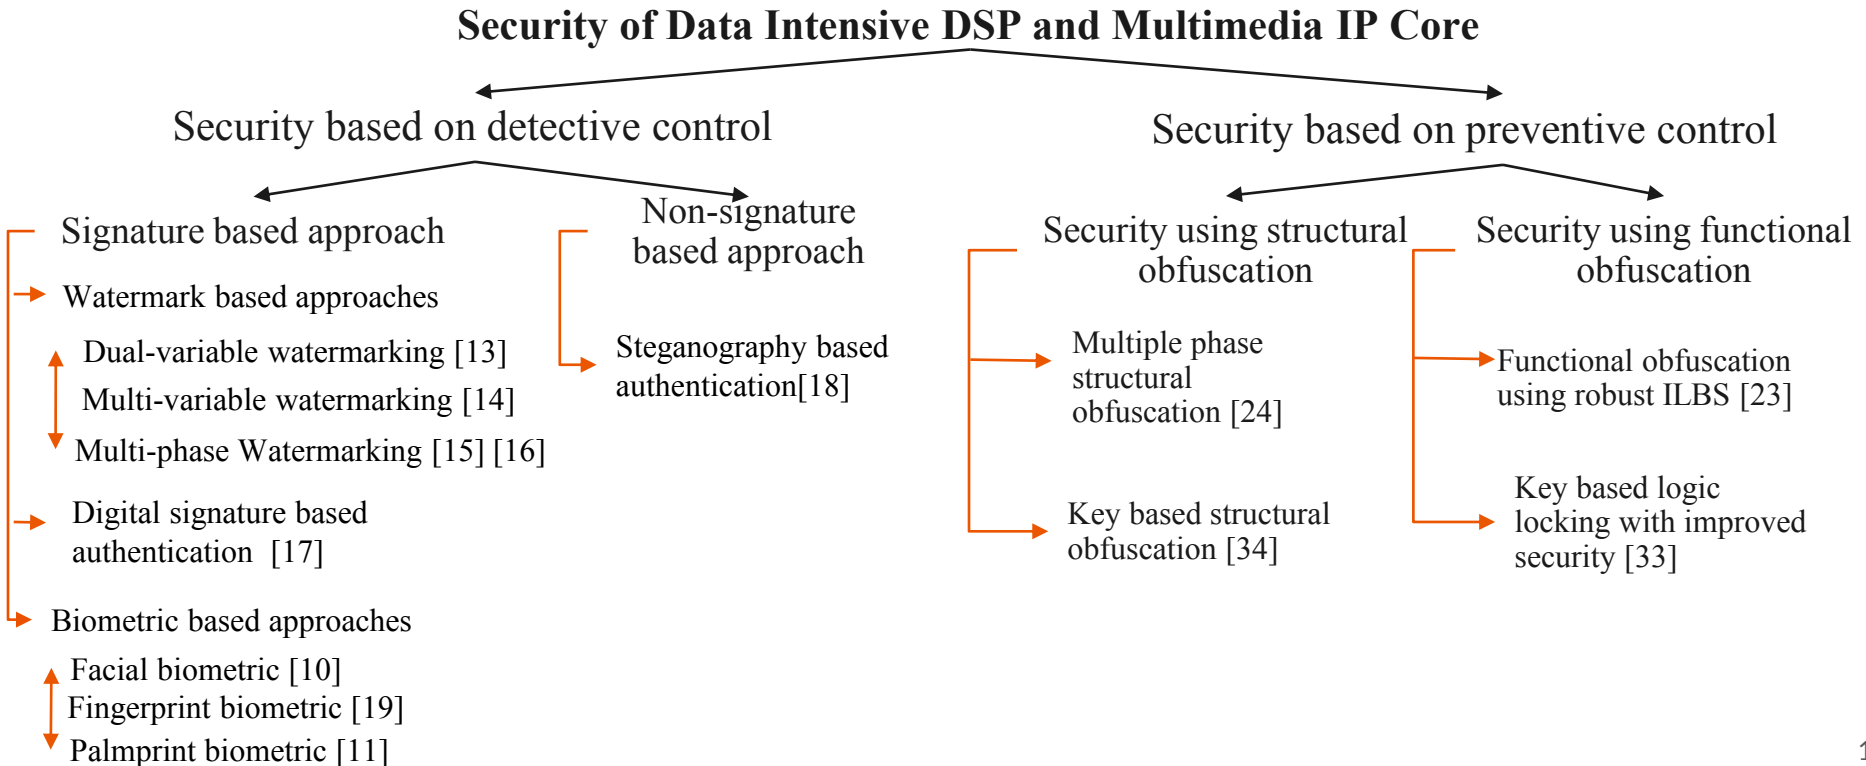 Security of Data Intensive DSP and Multimedia IP Core
Security based on detective control
Security based on preventive control
Signature based approach
Watermark based approaches
Dual-variable watermarking [13]
Multi-variable watermarking [14]
Multi-phase Watermarking [15] [16]
Digital signature based
authentication [17]
Biometric based approaches
Facial biometric [10]
Fingerprint biometric [19]
Palmprint biometric [11]
Non-signature
based approach
Steganography based
authentication[18]
Security using structural
obfuscation
Multiple phase
structural
obfuscation [24]
Key based structural
obfuscation [34]
Security using functional
obfuscation
Functional obfuscation
using robust ILBS [23]
Key based logic
locking with improved
security [33]